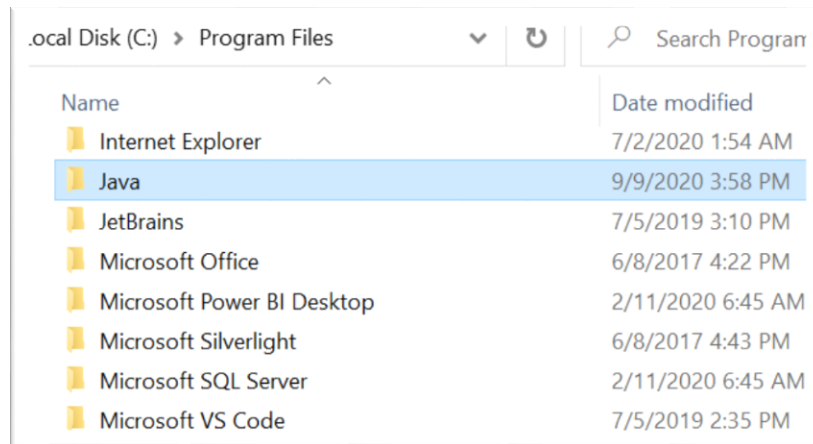 .ocal Disk (C:) > Program Files Search Program
Name Date modified
Internet Explorer 7/2/2020 1:54 AM
Java 9/9/2020 3:58 PM
JetBrains 7/5/2019 3:10 PM
Microsoft Office 6/8/2017 4:22 PM
Microsoft Power BI Desktop 2/11/2020 6:45 AM
Microsoft Silverlight 6/8/2017 4:43 PM
Microsoft SQL Server 2/11/2020 6:45 AM
Microsoft VS Code 7/5/2019 2:35 PM